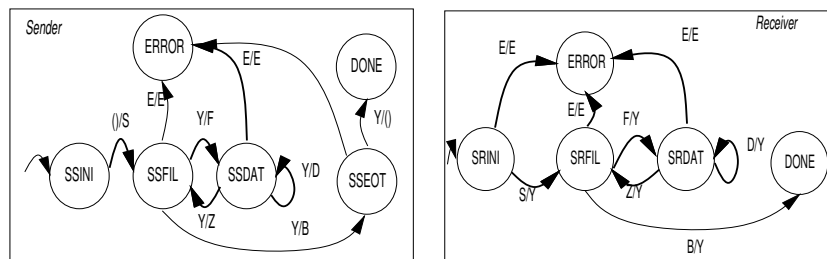 Sender
ERROR
E/E
DONE
E/E
Y/F
Y/()
()/S
SSINI
SSFIL
SSDAT
Y/D
SSEOT
Y/Z
Y/B
Receiver
E/E
E/E
ERROR
E/E
F/Y
SRINI
SRFIL
SRDAT
D/Y
DONE
S/Y
Z/Y
B/Y